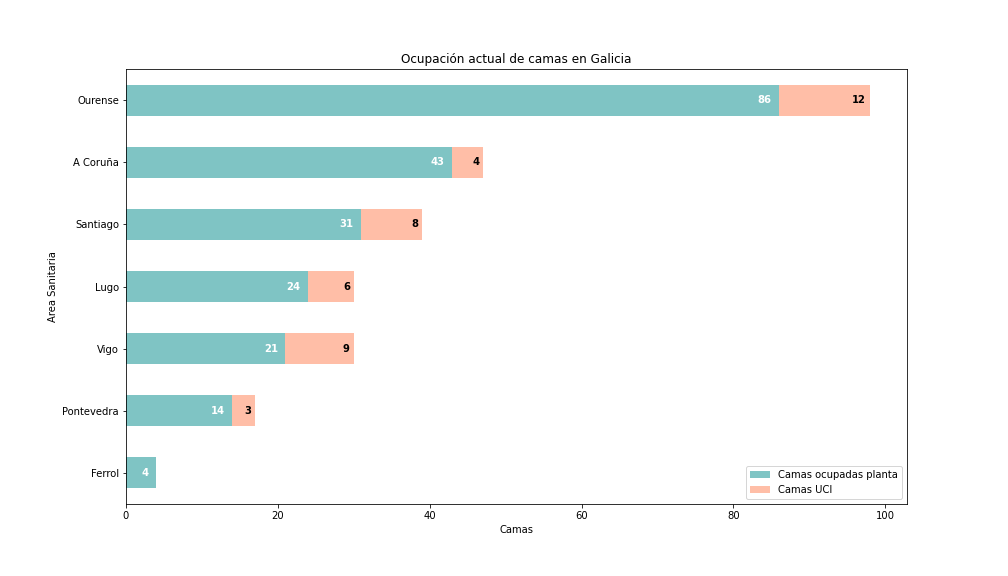 Ocupación actual de camas en Galicia
Area Sanitaria
Ourense 86 12
A Coruña 43 4
Santiago 31 8
Lugo 24 6
Vigo 21 9
Pontevedra 14 3
Ferrol 4
Camas ocupadas planta
Camas UCI
0 20 40 60 80 100
Camas